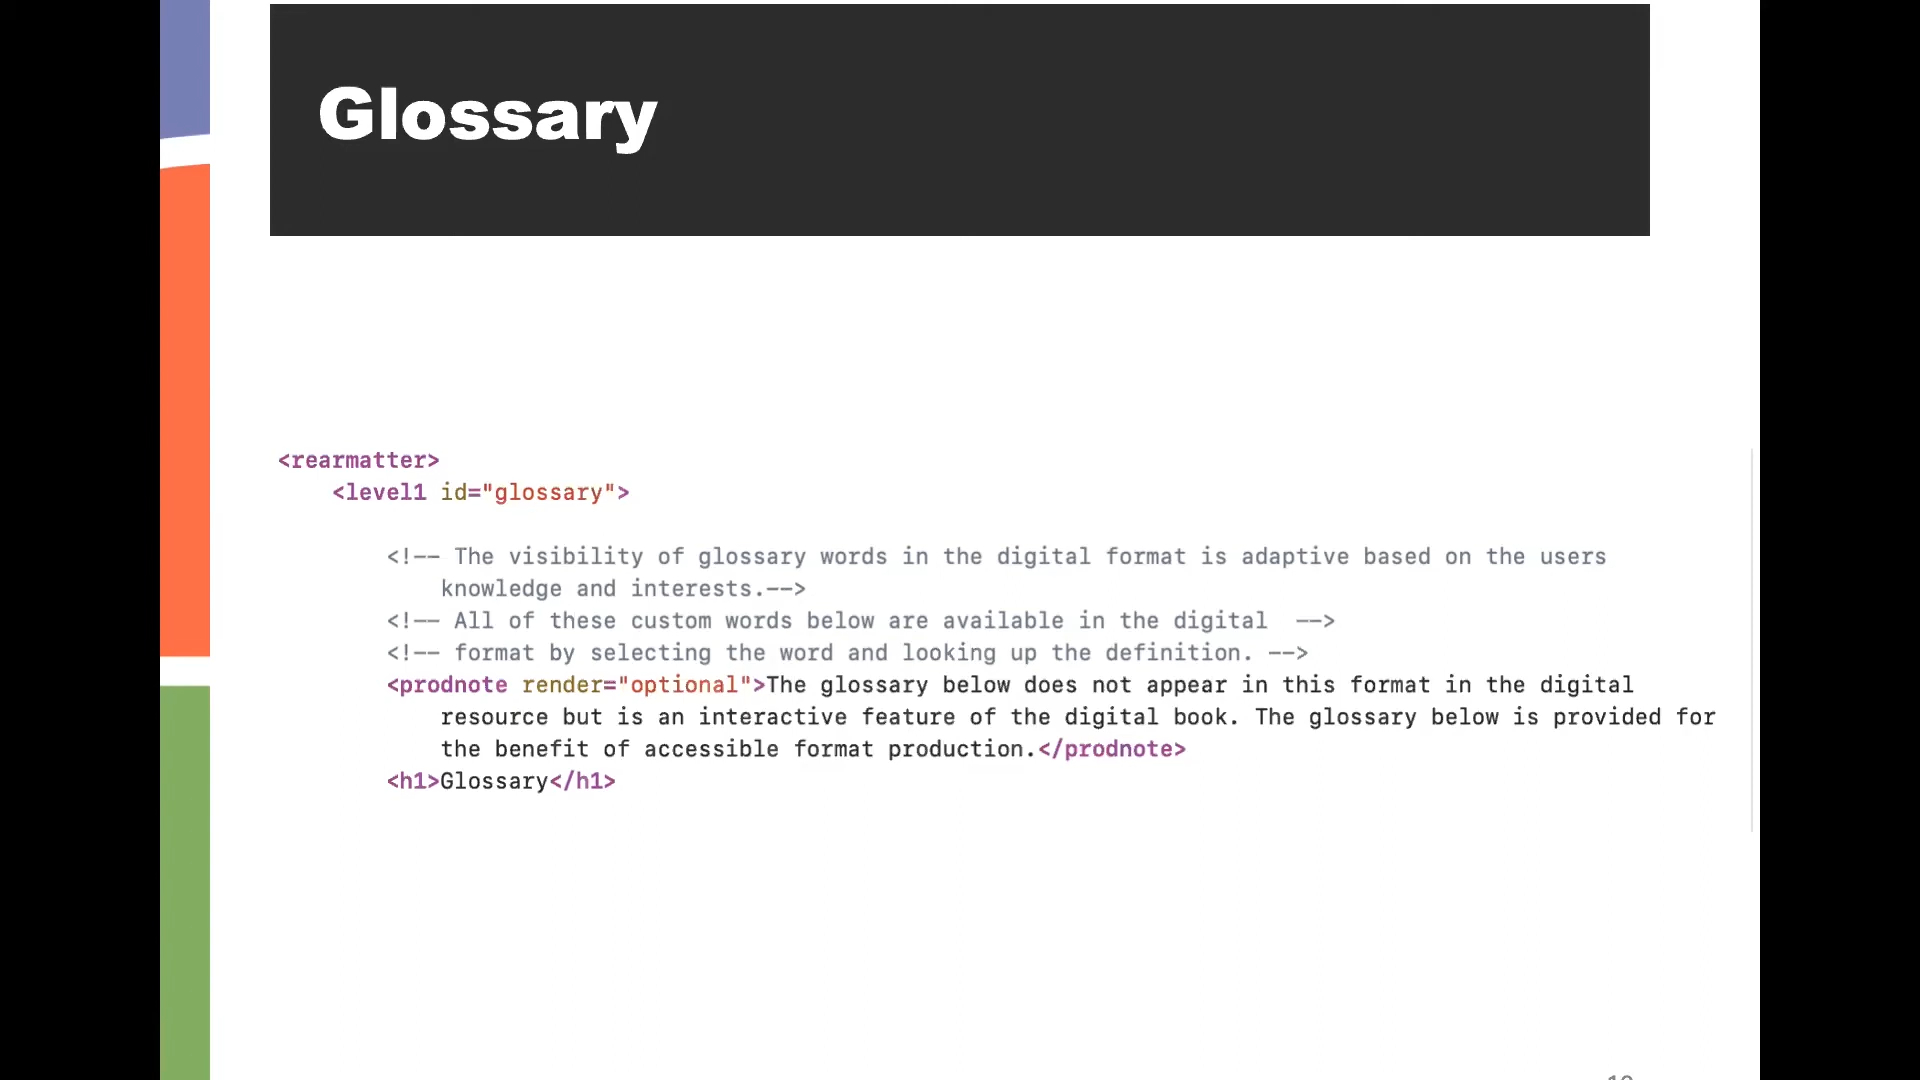 Glossary
<rearmatter>
<level1 id="glossary">
<!-- The visibility of glossary words in the digital format is adaptive based on the users
knowledge and interests.-->
<!-- All of these custom words below are available in the digital  -->
<!-- format by selecting the word and looking up the definition. -->
<prodnote render="optional">The glossary below does not appear in this format in the digital
resource but is an interactive feature of the digital book. The glossary below is provided for
the benefit of accessible format production.</prodnote>
<h1>Glossary</h1>